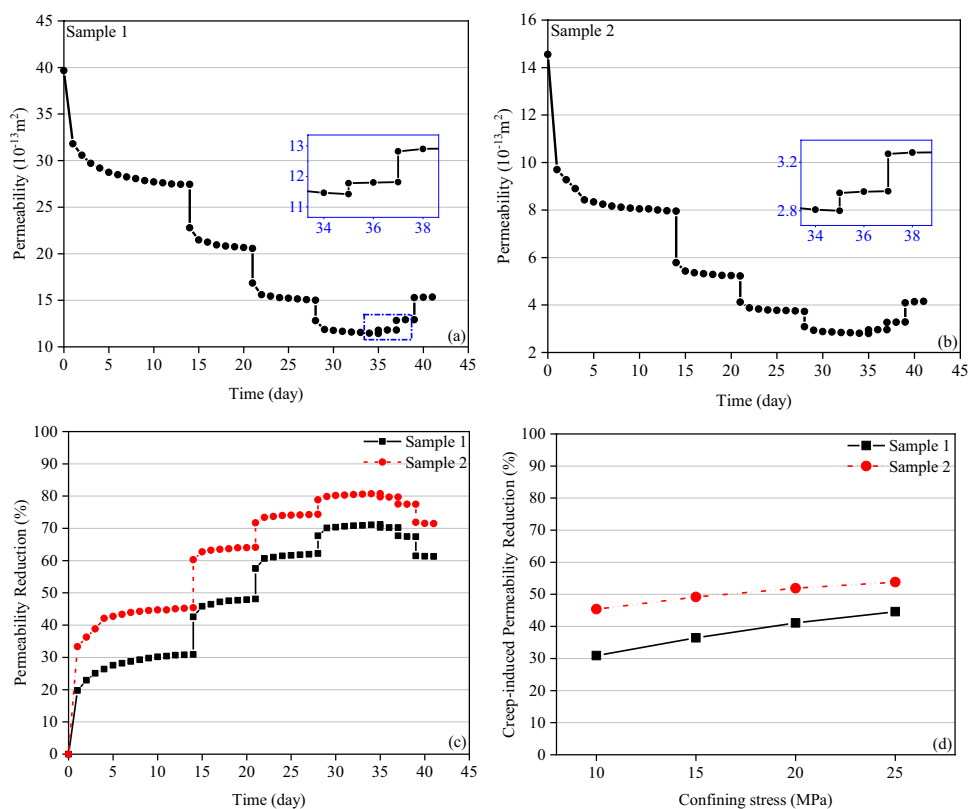 Sample 1
Permeability (10⁻¹³m²)
45
40
35
30
25
20
15
10
13
12
11
34 36 38
(a)
0 5 10 15 20 25 30 35 40 45
Time (day)
Sample 2
Permeability (10⁻¹³m²)
16
14
12
10
8
6
4
2
3.2
2.8
34 36 38
(b)
0 5 10 15 20 25 30 35 40 45
Time (day)
Permeability Reduction (%)
100
90
80
70
60
50
40
30
20
10
0
Sample 1
Sample 2
(c)
0 5 10 15 20 25 30 35 40 45
Time (day)
Creep-induced Permeability Reduction (%)
100
90
80
70
60
50
40
30
20
10
0
Sample 1
Sample 2
(d)
10 15 20 25
Confining stress (MPa)